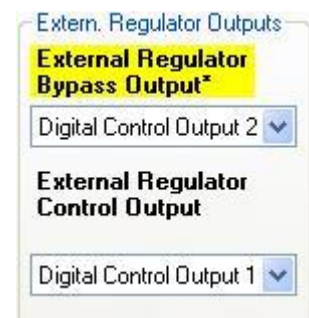 Extern. Regulator Outputs
External Regulator
Bypass Output*
Digital Control Output 2
External Regulator
Control Output
Digital Control Output 1